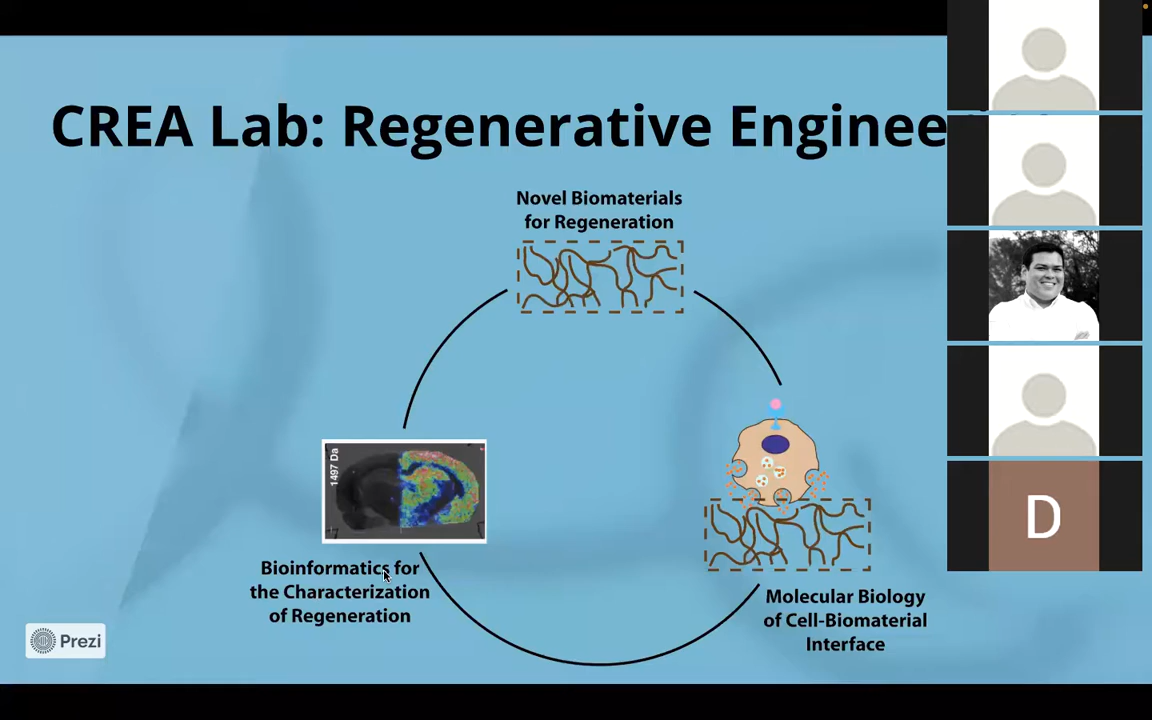 CREA Lab: Regenerative Enginee
Novel Biomaterials
for Regeneration
1497 Da
Bioinformatics for
the Characterization
of Regeneration
Molecular Biology
of Cell-Biomaterial
Interface
Prezi
D